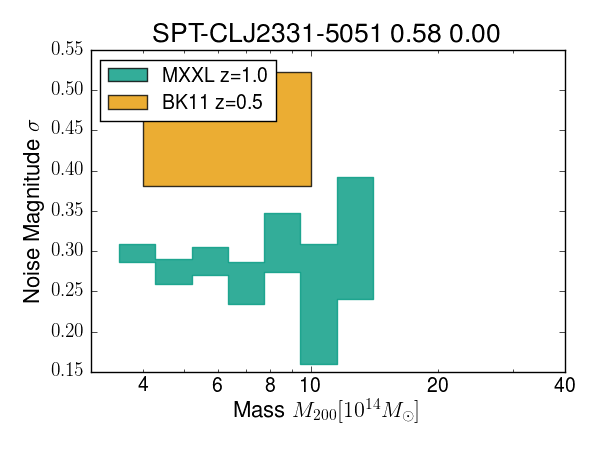 SPT-CLJ2331-5051 0.58 0.00
0.55
0.50
0.45
0.40
0.35
0.30
0.25
0.20
0.15
Noise Magnitude σ
MXXL z=1.0
BK11 z=0.5
4 6 8 10 20 40
Mass M₂₀₀[10¹⁴M⊙]